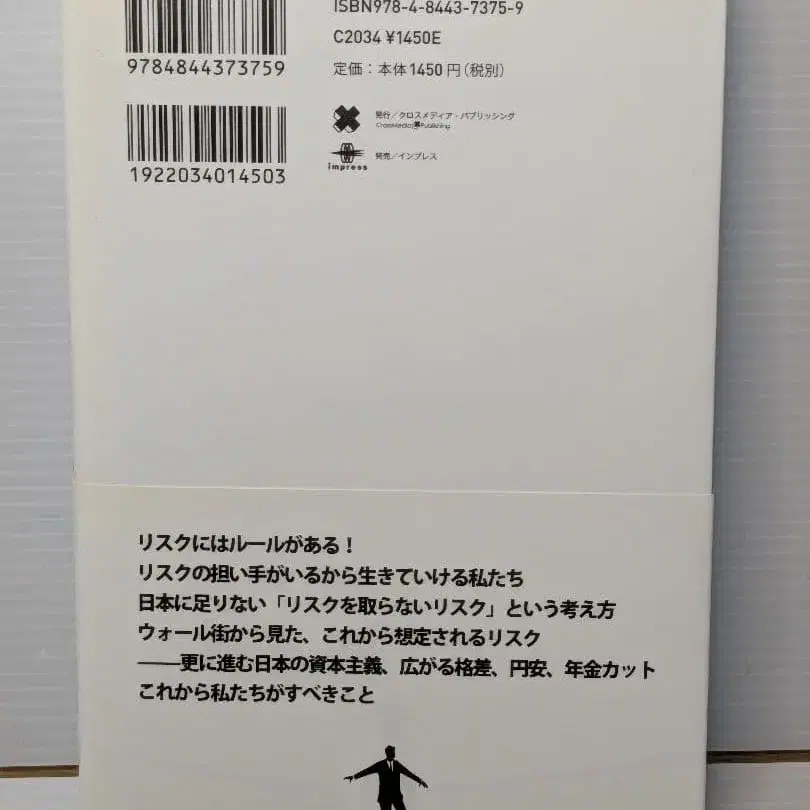 ISBN978-4-8443-7375-9
9784844373759
C2034 ¥1450E
定価：本体1450円(税別)
発行／クロスメディア・パブリッシング
CrossMedia Publishing
発売／インプレス
impress
1922034014503
リスクにはルールがある！
リスクの担い手がいるから生きていける私たち
日本に足りない「リスクを取らないリスク」という考え方
ウォール街から見た、これから想定されるリスク
――更に進む日本の資本主義、広がる格差、円安、年金カット
これから私たちがすべきこと